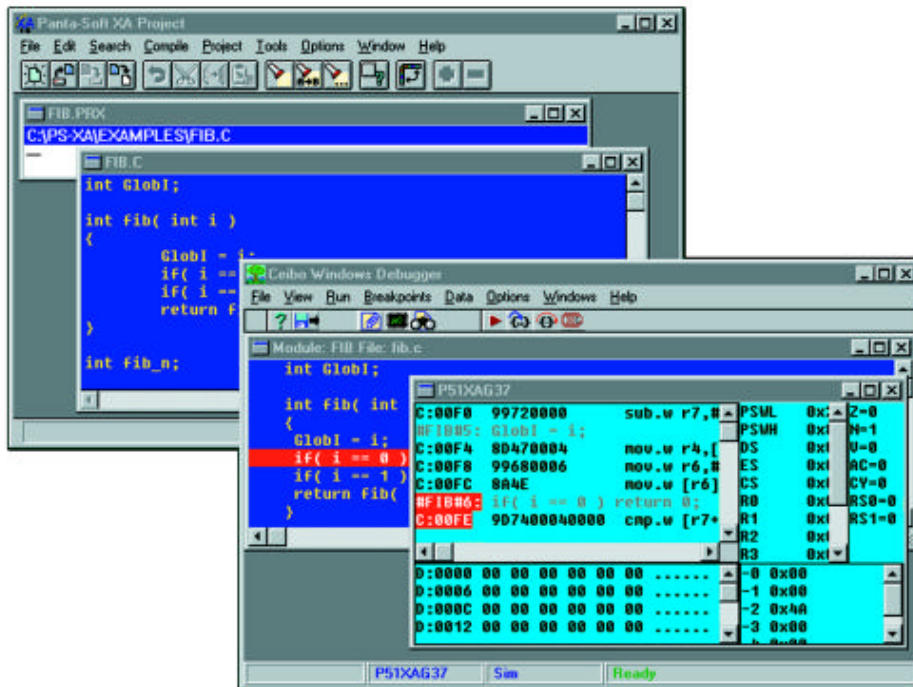 XA Panta-Soft XA Project
File Edit Search Compile Project Tools Options Window Help
FIB.PRX
C:\PS-XA\EXAMPLES\FIB.C
FIB.C
int GlobI;
int fib( int i )
{
GlobI = i;
if( i ==
if( i ==
return f
}
int fib_n;
Ceibo Windows Debugger
File View Run Breakpoints Data Options Windows Help
Module: FIB File: fib.c
int GlobI;
int fib( int
{
GlobI = i;
if( i == 0 )
if( i == 1 )
return fib(
}
P51XAG37
C:00F0 99720000 sub.w r7,#
#FIB#5: GlobI = i;
C:00F4 8D470004 mov.w r4,[
C:00F8 99680006 mov.w r6,#
C:00FC 8A4E mov.w [r6]
#FIB#6: if( i == 0 ) return 0;
C:00FE 9D7400040000 cmp.w [r7+
PSWL
PSWH
DS
ES
CS
R0
R1
R2
R3
Z=0
N=1
V=0
AC=0
CY=0
RS0=0
RS1=0
D:0000 00 00 00 00 00 00 ......
D:0006 00 00 00 00 00 00 ......
D:000C 00 00 00 00 00 00 ......
D:0012 00 00 00 00 00 00 ......
-0 0x00
-1 0x00
-2 0x4A
-3 0x00
P51XAG37 Sim Ready